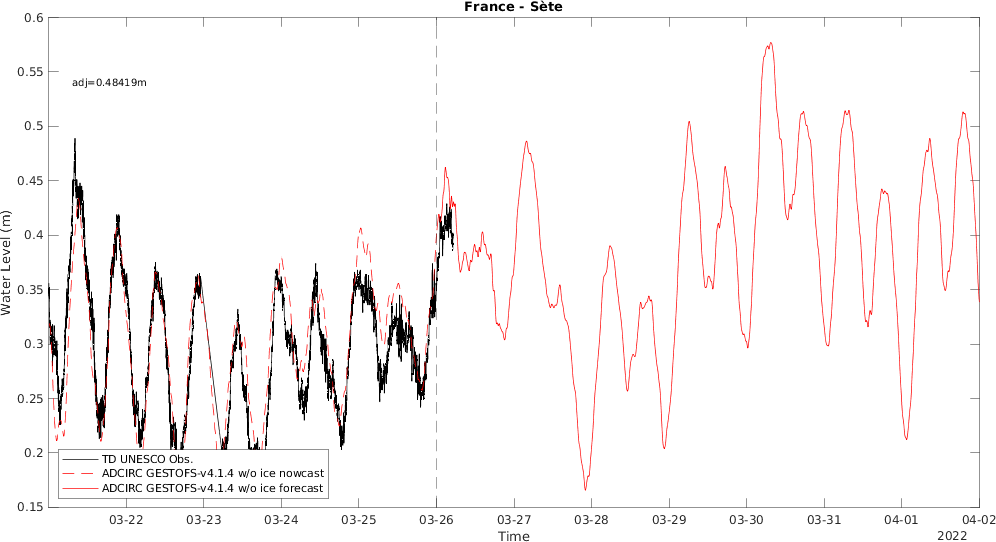 France - Sète
0.6
0.55
adj=0.48419m
0.5
0.45
0.4
0.35
0.3
0.25
0.2
0.15
Water Level (m)
TD UNESCO Obs.
ADCIRC GESTOFS-v4.1.4 w/o ice nowcast
ADCIRC GESTOFS-v4.1.4 w/o ice forecast
03-22 03-23 03-24 03-25 03-26 03-27 03-28 03-29 03-30 03-31 04-01 04-02
Time
2022